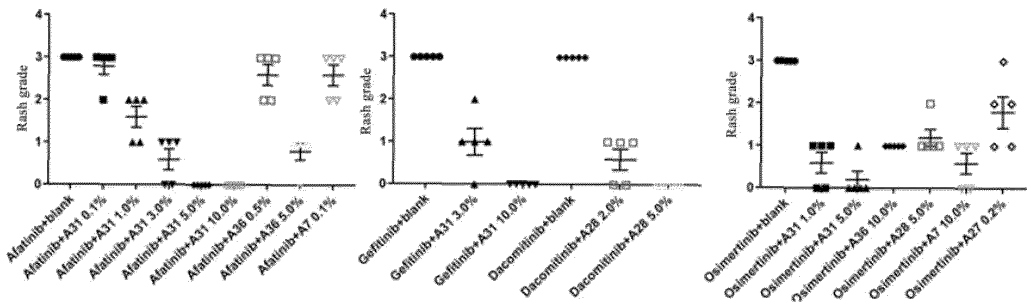 Rash grade
4
3
2
1
0
Afatinib+blank
Afatinib+A31 0.1%
Afatinib+A31 1.0%
Afatinib+A31 3.0%
Afatinib+A31 5.0%
Afatinib+A31 10.0%
Afatinib+A36 0.5%
Afatinib+A36 5.0%
Afatinib+A7 0.1%
Rash grade
4
3
2
1
0
Gefitinib+blank
Gefitinib+A31 3.0%
Gefitinib+A31 10.0%
Dacomitinib+blank
Dacomitinib+A28 2.0%
Dacomitinib+A28 5.0%
Rash grade
4
3
2
1
0
Osimertinib+blank
Osimertinib+A31 1.0%
Osimertinib+A31 5.0%
Osimertinib+A36 10.0%
Osimertinib+A28 5.0%
Osimertinib+A7 10.0%
Osimertinib+A27 0.2%